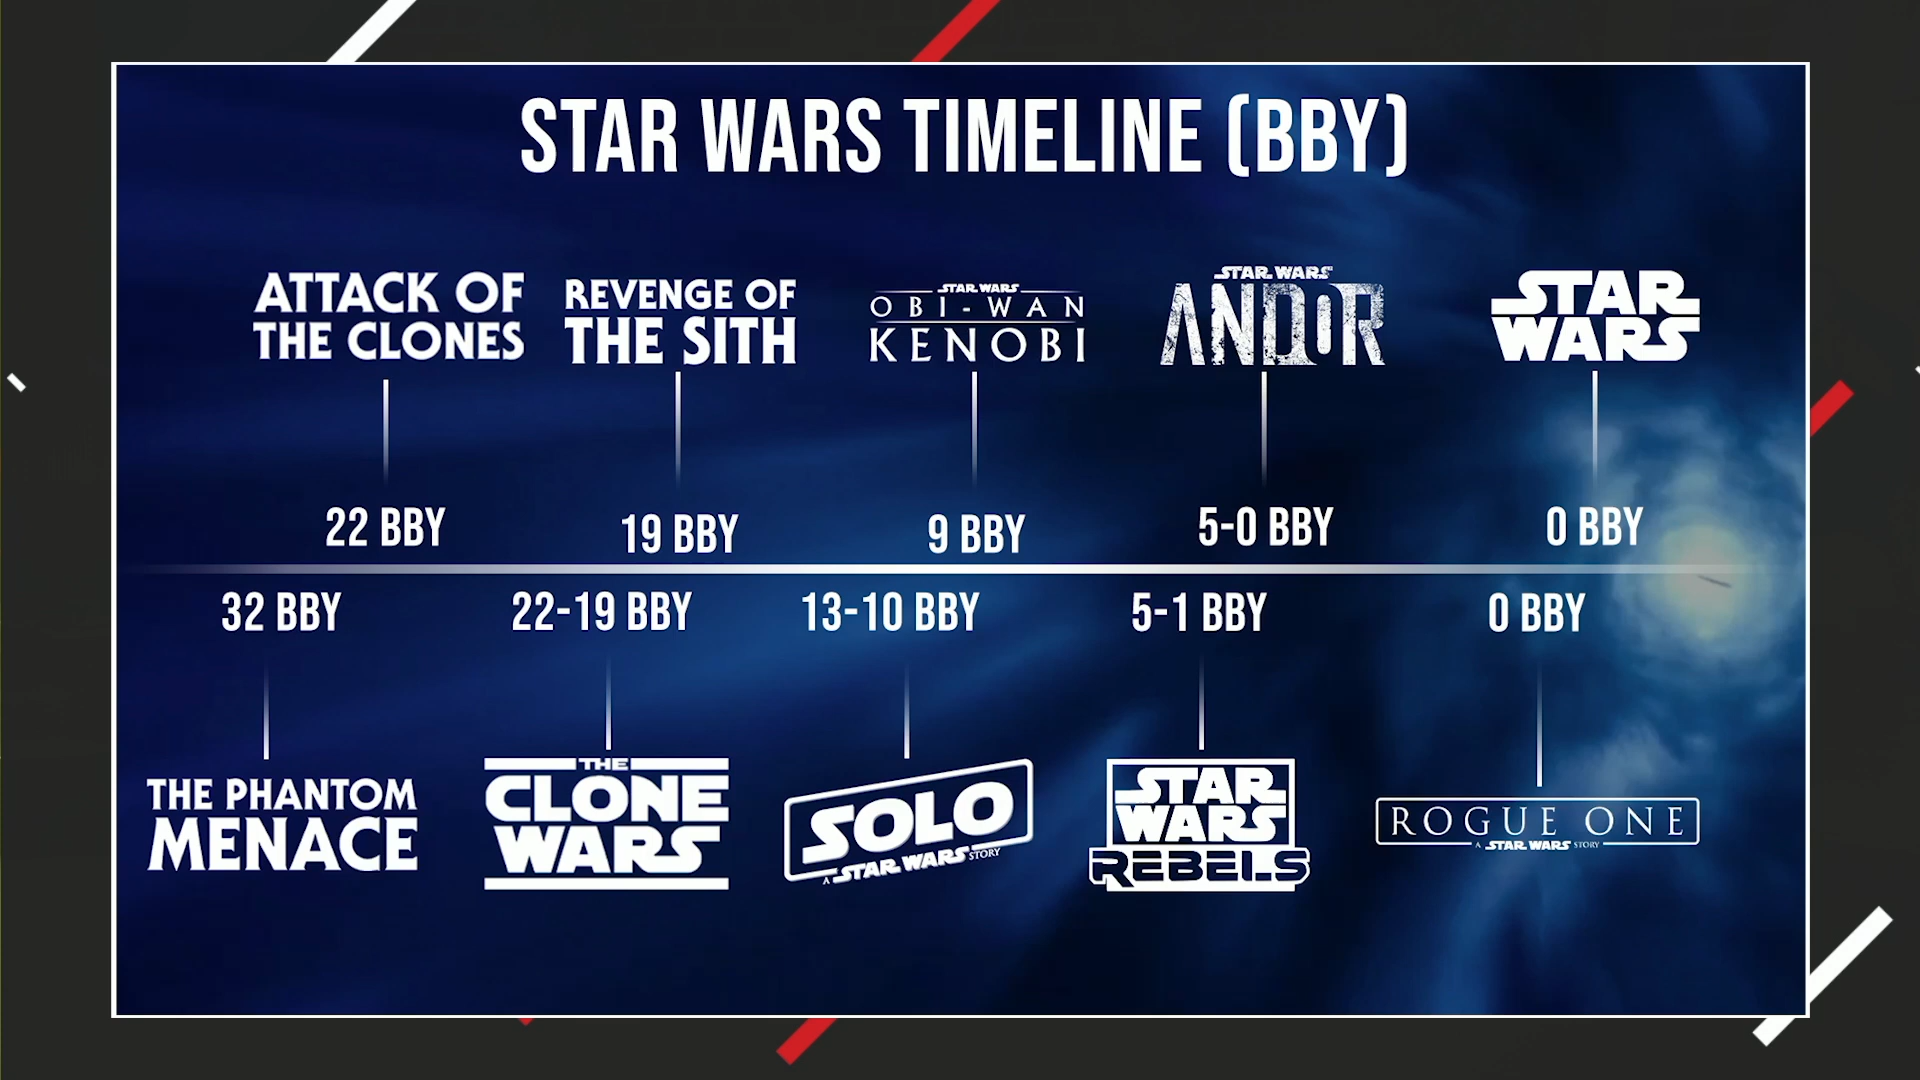 STAR WARS TIMELINE (BBY)
ATTACK OF
THE CLONES
REVENGE OF
THE SITH
STAR WARS
OBI-WAN
KENOBI
STAR WARS
ANDOR
STAR
WARS
22 BBY
19 BBY
9 BBY
5-0 BBY
0 BBY
32 BBY
22-19 BBY
13-10 BBY
5-1 BBY
0 BBY
THE PHANTOM
MENACE
THE
CLONE
WARS
SOLO
A STAR WARS STORY
STAR
WARS
REBELS
ROGUE ONE
A STAR WARS STORY